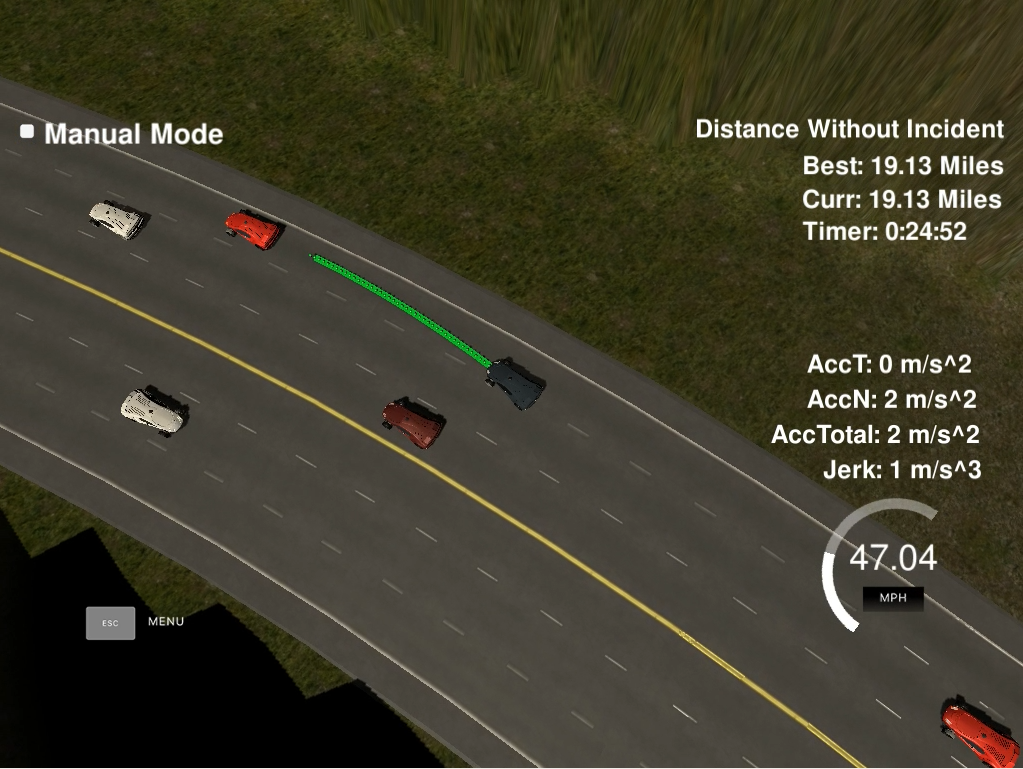 Manual Mode
Distance Without Incident
Best: 19.13 Miles
Curr: 19.13 Miles
Timer: 0:24:52
AccT: 0 m/s^2
AccN: 2 m/s^2
AccTotal: 2 m/s^2
Jerk: 1 m/s^3
47.04
MPH
ESC MENU